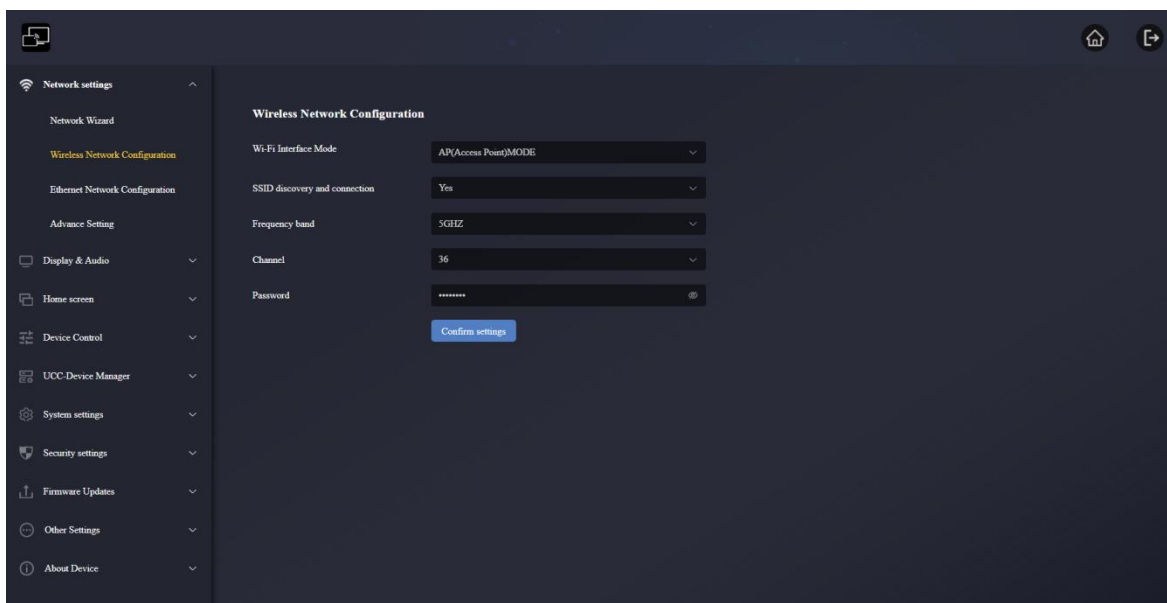 Network settings
Network Wizard
Wireless Network Configuration
Ethernet Network Configuration
Advance Setting
Display & Audio
Home screen
Device Control
UCC-Device Manager
System settings
Security settings
Firmware Updates
Other Settings
About Device
Wireless Network Configuration
Wi-Fi Interface Mode
AP(Access Point)MODE
SSID discovery and connection
Yes
Frequency band
5GHZ
Channel
36
Password
••••••••
Confirm settings